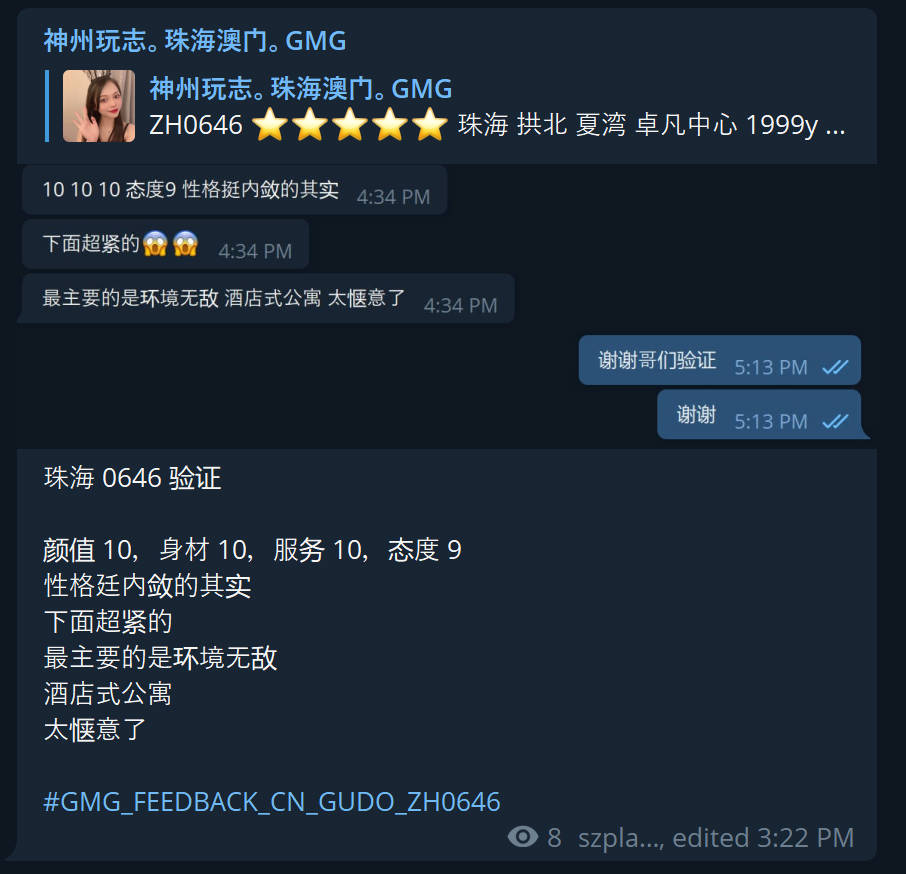 神州玩志。珠海澳门。GMG
神州玩志。珠海澳门。GMG
ZH0646 ⭐⭐⭐⭐⭐ 珠海 拱北 夏湾 卓凡中心 1999y ...
10 10 10 态度9 性格挺内敛的其实 4:34 PM
下面超紧的😱😱 4:34 PM
最主要的是环境无敌 酒店式公寓 太惬意了 4:34 PM
谢谢哥们验证 5:13 PM
谢谢 5:13 PM
珠海 0646 验证
颜值 10，身材 10，服务 10，态度 9
性格廷内敛的其实
下面超紧的
最主要的是环境无敌
酒店式公寓
太惬意了
#GMG_FEEDBACK_CN_GUDO_ZH0646
8 szpla..., edited 3:22 PM